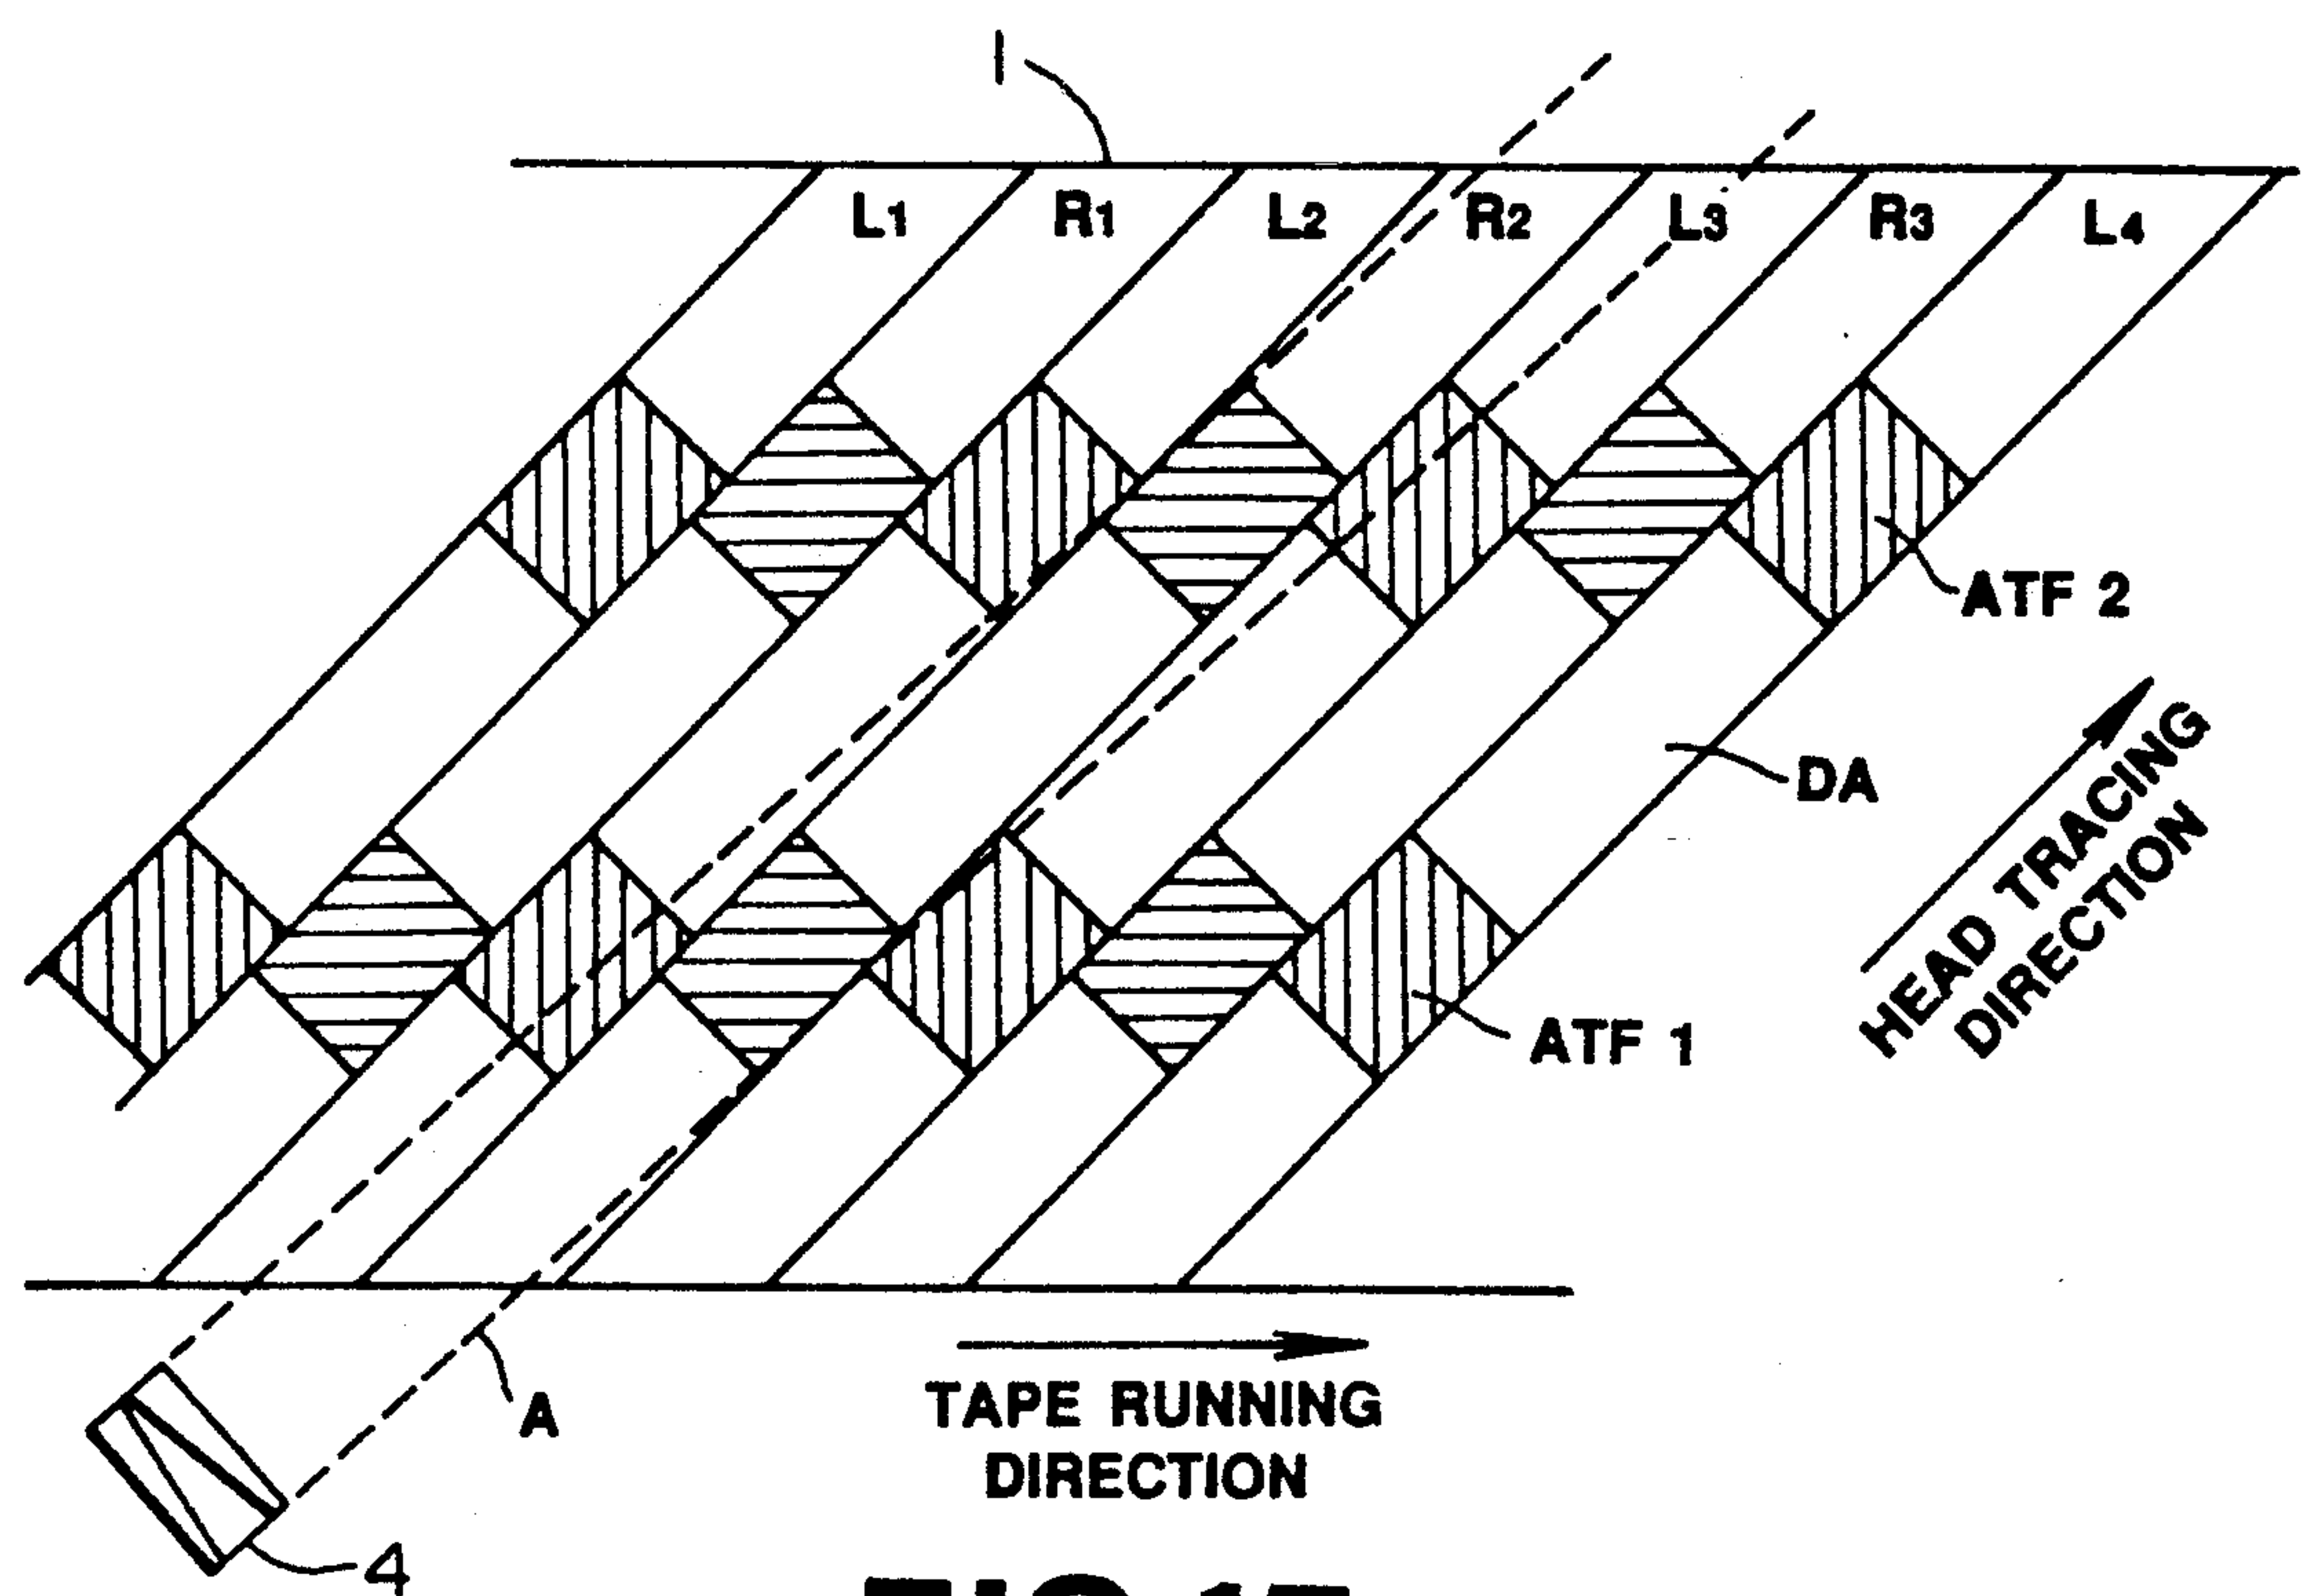 1
L1 R1 L2 R2 L3 R3 L4
ATF 2
DA
HEAD TRACING
DIRECTION
ATF 1
A
TAPE RUNNING
DIRECTION
4